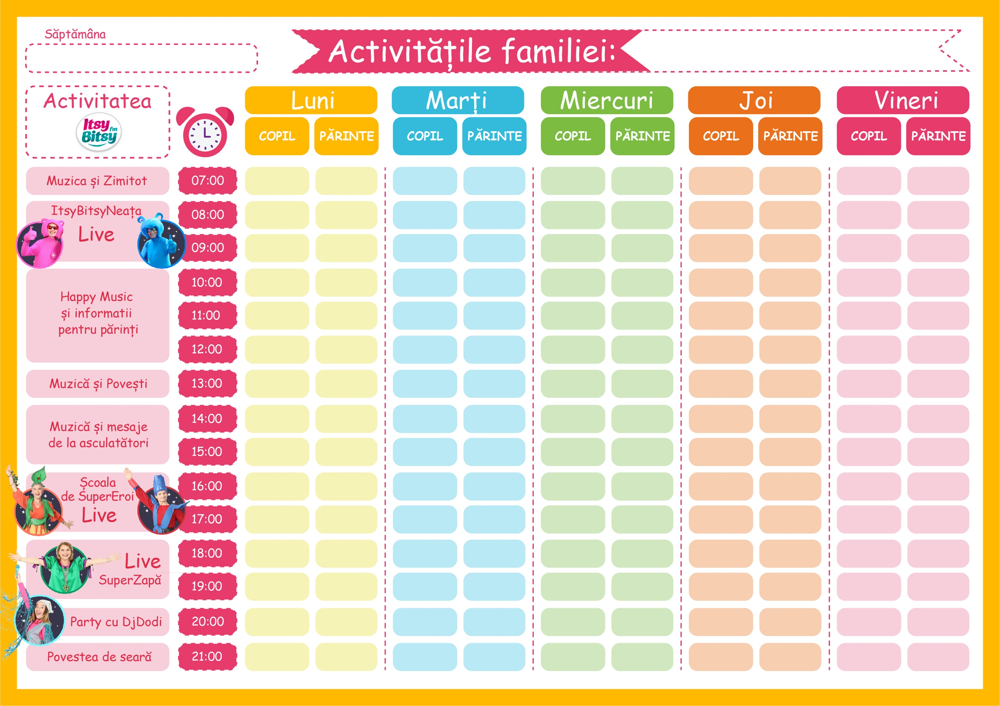 Săptămâna
Activitățile familiei:
Activitatea
Itsy fm
Bitsy
Luni
Marți
Miercuri
Joi
Vineri
COPIL
PĂRINTE
COPIL
PĂRINTE
COPIL
PĂRINTE
COPIL
PĂRINTE
COPIL
PĂRINTE
Muzica și Zimitot
07:00
ItsyBitsyNeața
Live
08:00
09:00
Happy Music
și informatii
pentru părinți
10:00
11:00
12:00
Muzică și Povești
13:00
Muzică și mesaje
de la asculatători
14:00
15:00
Școala
de SuperEroi
Live
16:00
17:00
Live
SuperZapă
18:00
19:00
Party cu DjDodi
20:00
Povestea de seară
21:00